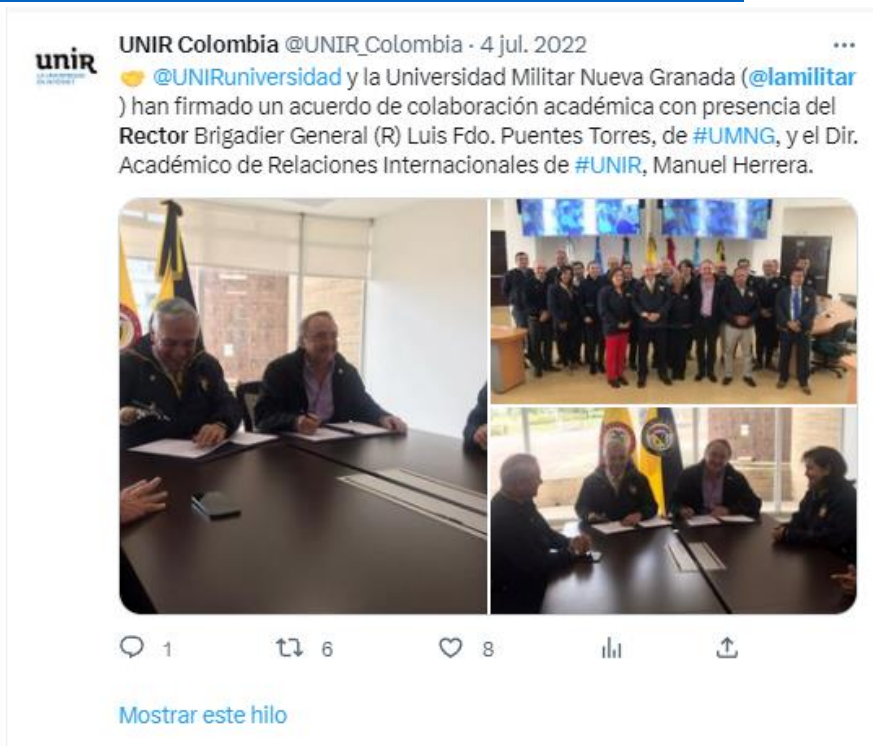 UNIR Colombia @UNIR_Colombia · 4 jul. 2022
unir
🤝 @UNIRuniversidad y la Universidad Militar Nueva Granada (@lamilitar
) han firmado un acuerdo de colaboración académica con presencia del
Rector Brigadier General (R) Luis Fdo. Puentes Torres, de #UMNG, y el Dir.
Académico de Relaciones Internacionales de #UNIR, Manuel Herrera.
1 6 8
Mostrar este hilo